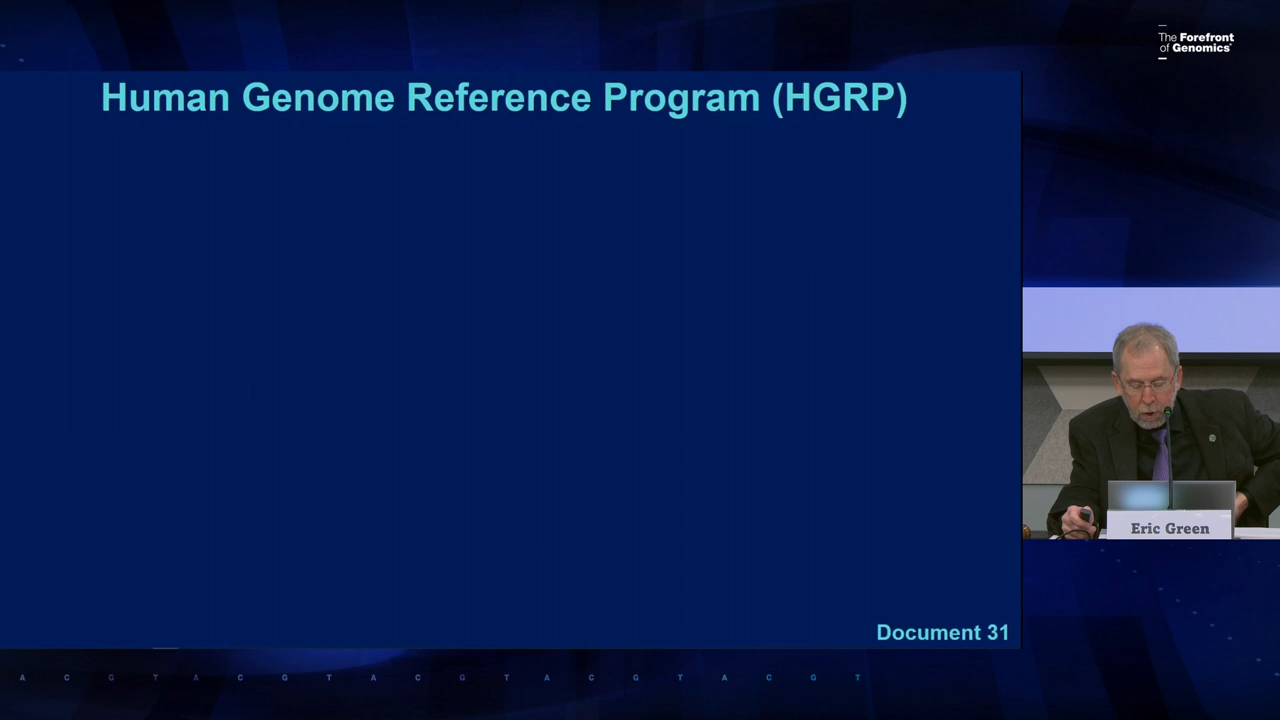 The Forefront
of Genomics®
Human Genome Reference Program (HGRP)
Eric Green
Document 31
A C G T A C G T A C G T A C G T A C G T